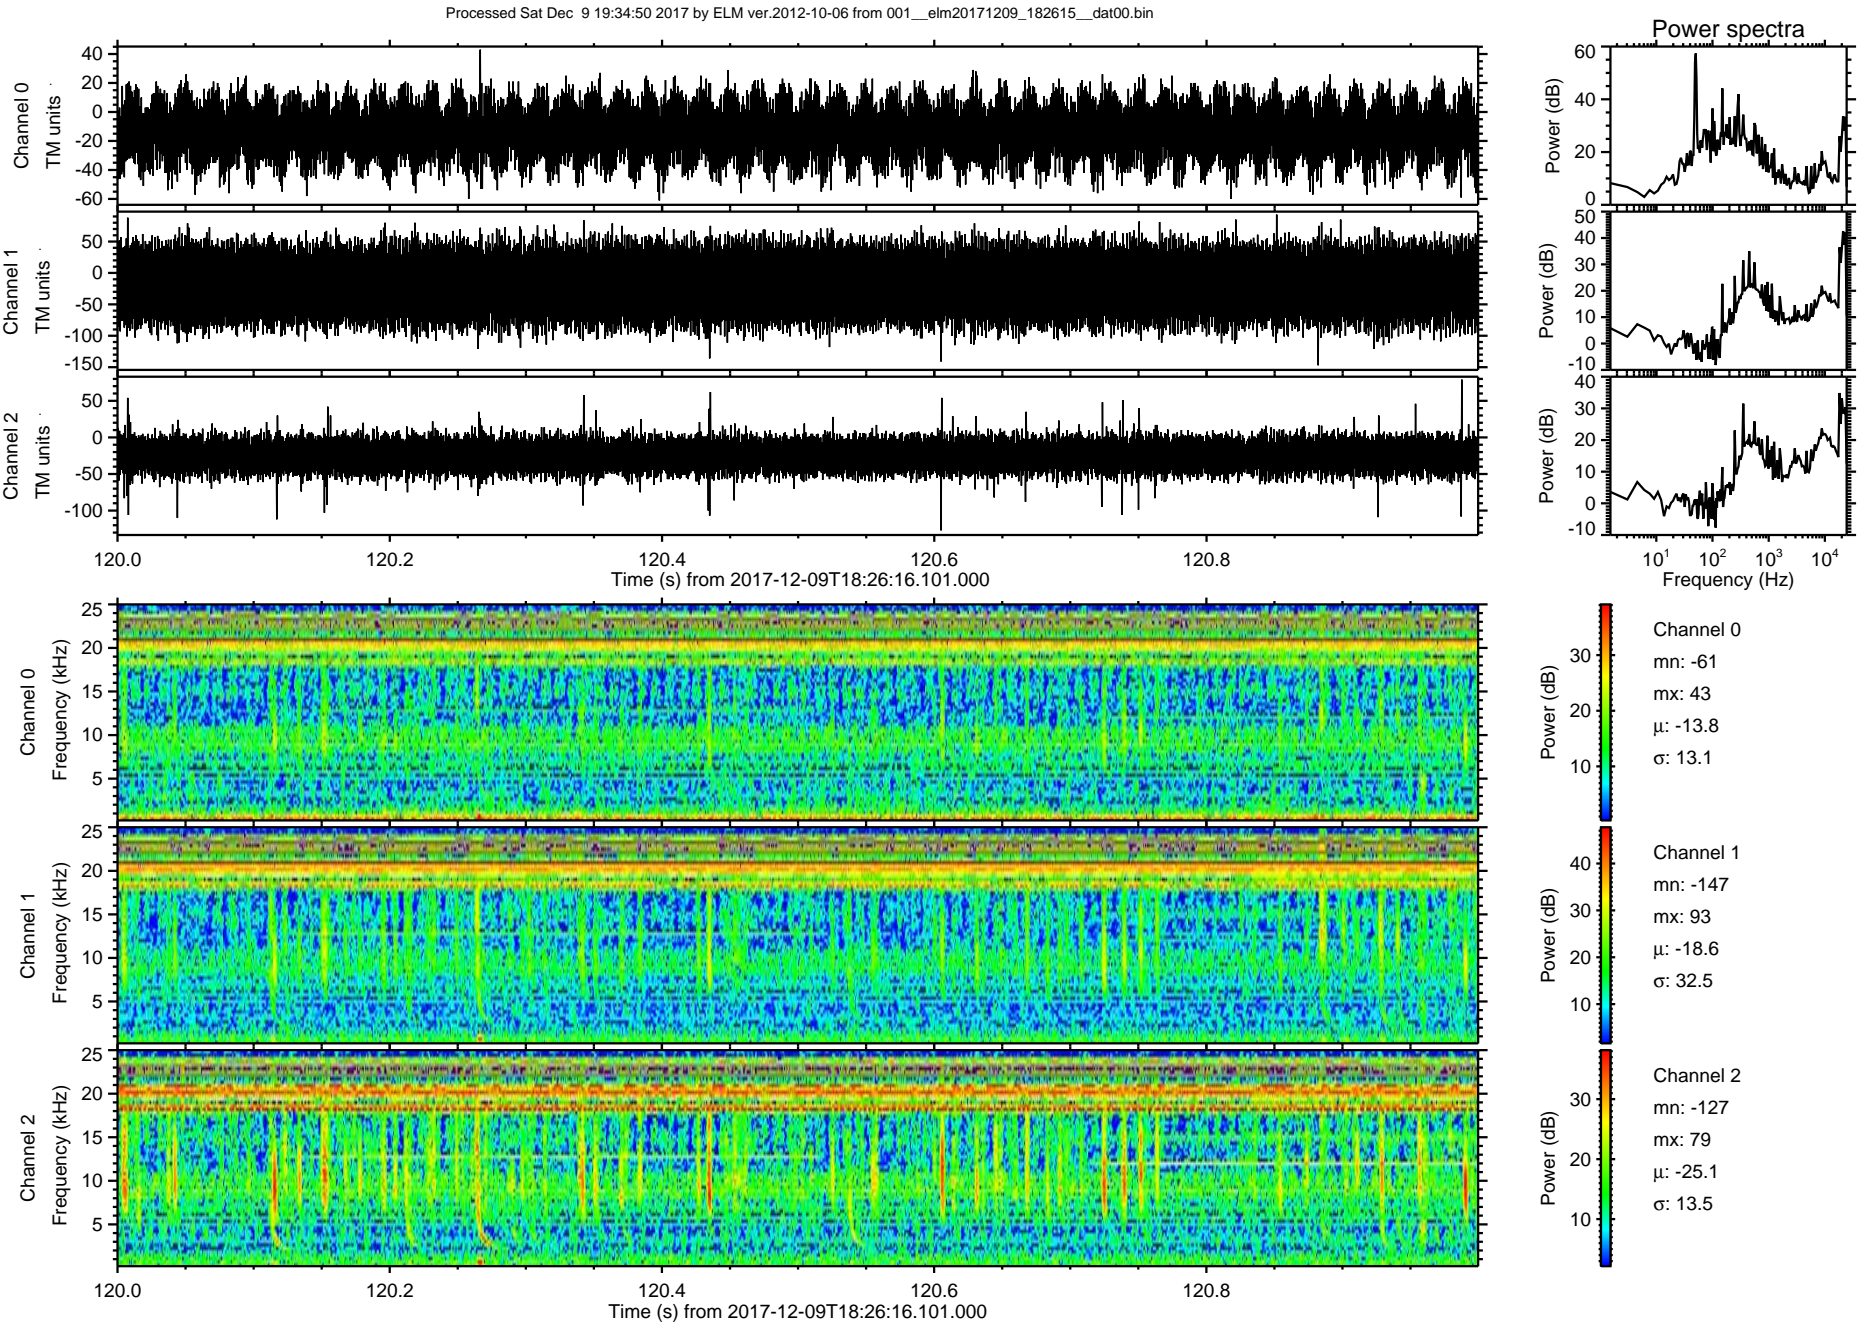 Processed Sat Dec  9 19:34:50 2017 by ELM ver.2012-10-06 from 001__elm20171209_182615__dat00.bin
Power spectra
Channel 0
TM units
40
20
0
-20
-40
-60
Power (dB)
60
40
20
0
Channel 1
TM units
50
0
-50
-100
-150
Power (dB)
50
40
30
20
10
0
-10
Channel 2
TM units
50
0
-50
-100
Power (dB)
40
30
20
10
0
-10
120.0 120.2 120.4 120.6 120.8
Time (s) from 2017-12-09T18:26:16.101.000
10^1 10^2 10^3 10^4
Frequency (Hz)
Channel 0
Frequency (kHz)
25
20
15
10
5
Power (dB)
30
20
10
Channel 0
mn: -61
mx: 43
μ: -13.8
σ: 13.1
Channel 1
Frequency (kHz)
25
20
15
10
5
Power (dB)
40
30
20
10
Channel 1
mn: -147
mx: 93
μ: -18.6
σ: 32.5
Channel 2
Frequency (kHz)
25
20
15
10
5
Power (dB)
30
20
10
Channel 2
mn: -127
mx: 79
μ: -25.1
σ: 13.5
120.0 120.2 120.4 120.6 120.8
Time (s) from 2017-12-09T18:26:16.101.000